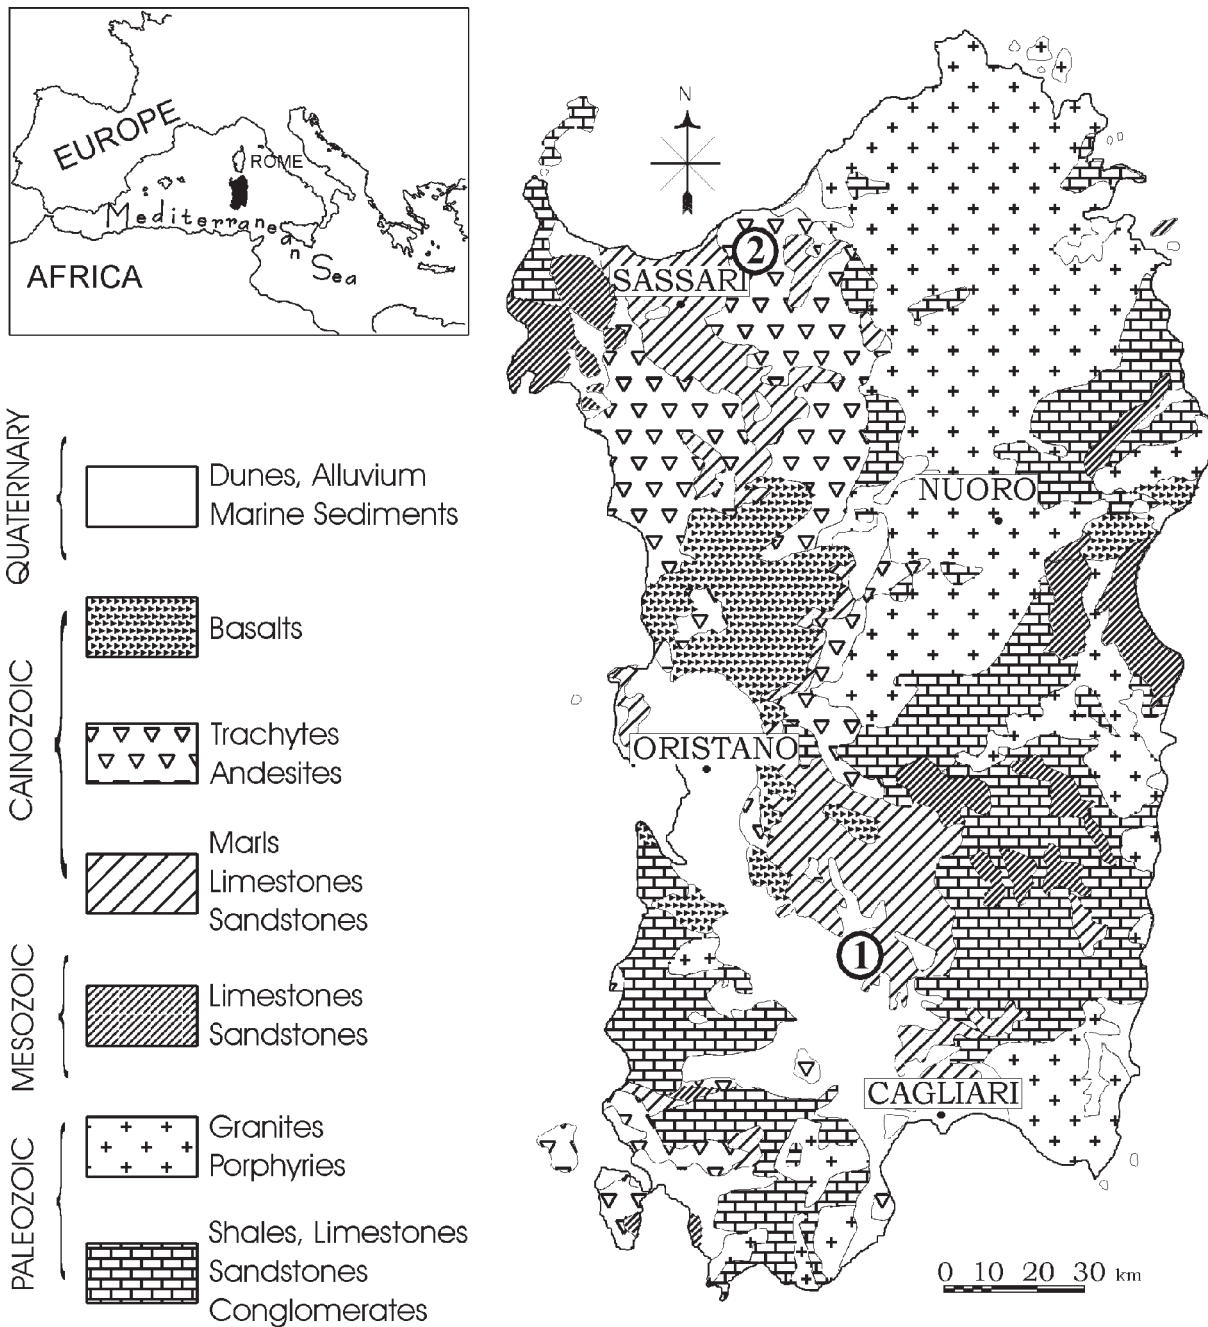 EUROPE
ROME
Mediterranean Sea
AFRICA
N
2
SASSARI
NUORO
ORISTANO
1
CAGLIARI
0 10 20 30 km
QUATERNARY
Dunes, Alluvium
Marine Sediments
CAINOZOIC
Basalts
Trachytes
Andesites
Marls
Limestones
Sandstones
MESOZOIC
Limestones
Sandstones
PALEOZOIC
Granites
Porphyries
Shales, Limestones
Sandstones
Conglomerates